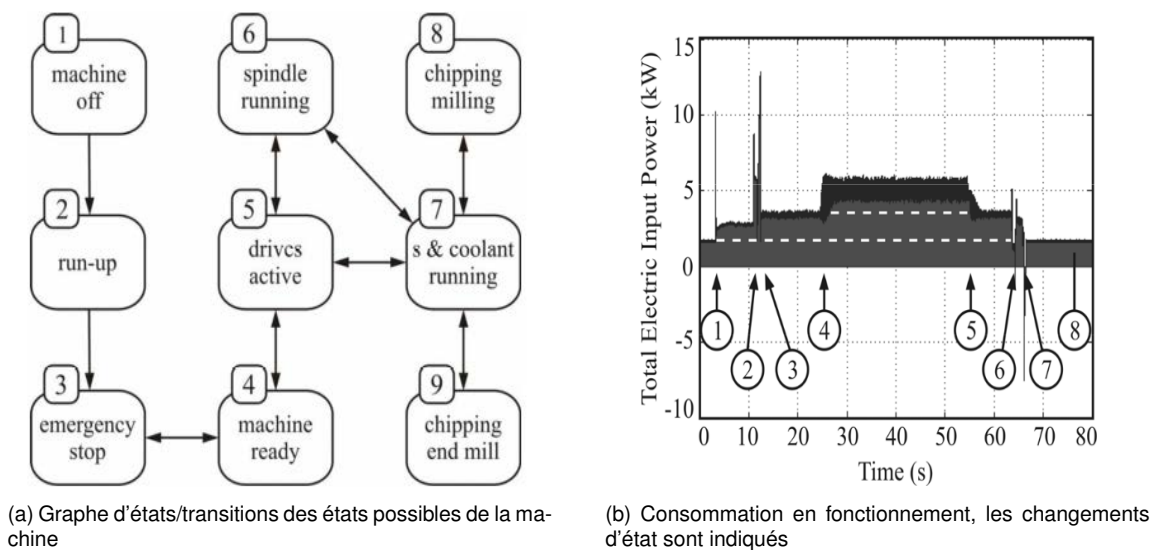 1
machine
off
6
spindle
running
8
chipping
milling
2
run-up
5
drivcs
active
7
s & coolant
running
3
emergency
stop
4
machine
ready
9
chipping
end mill
(a) Graphe d'états/transitions des états possibles de la ma-
chine
Total Electric Input Power (kW)
15
10
5
0
-5
-10
1
2
3
4
5
6
7
8
0 10 20 30 40 50 60 70 80
Time (s)
(b) Consommation en fonctionnement, les changements
d'état sont indiqués